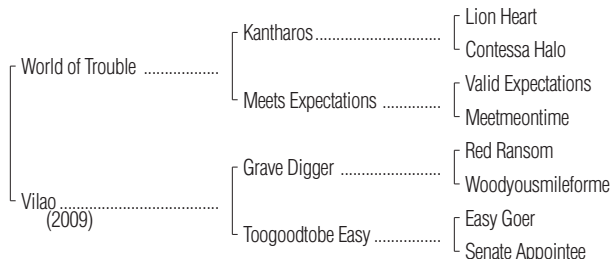 Lion Heart
Kantharos
Contessa Halo
World of Trouble
Valid Expectations
Meets Expectations
Meetmeontime
Red Ransom
Grave Digger
Woodyousmileforme
Vilao
(2009)
Easy Goer
Toogoodtobe Easy
Senate Appointee